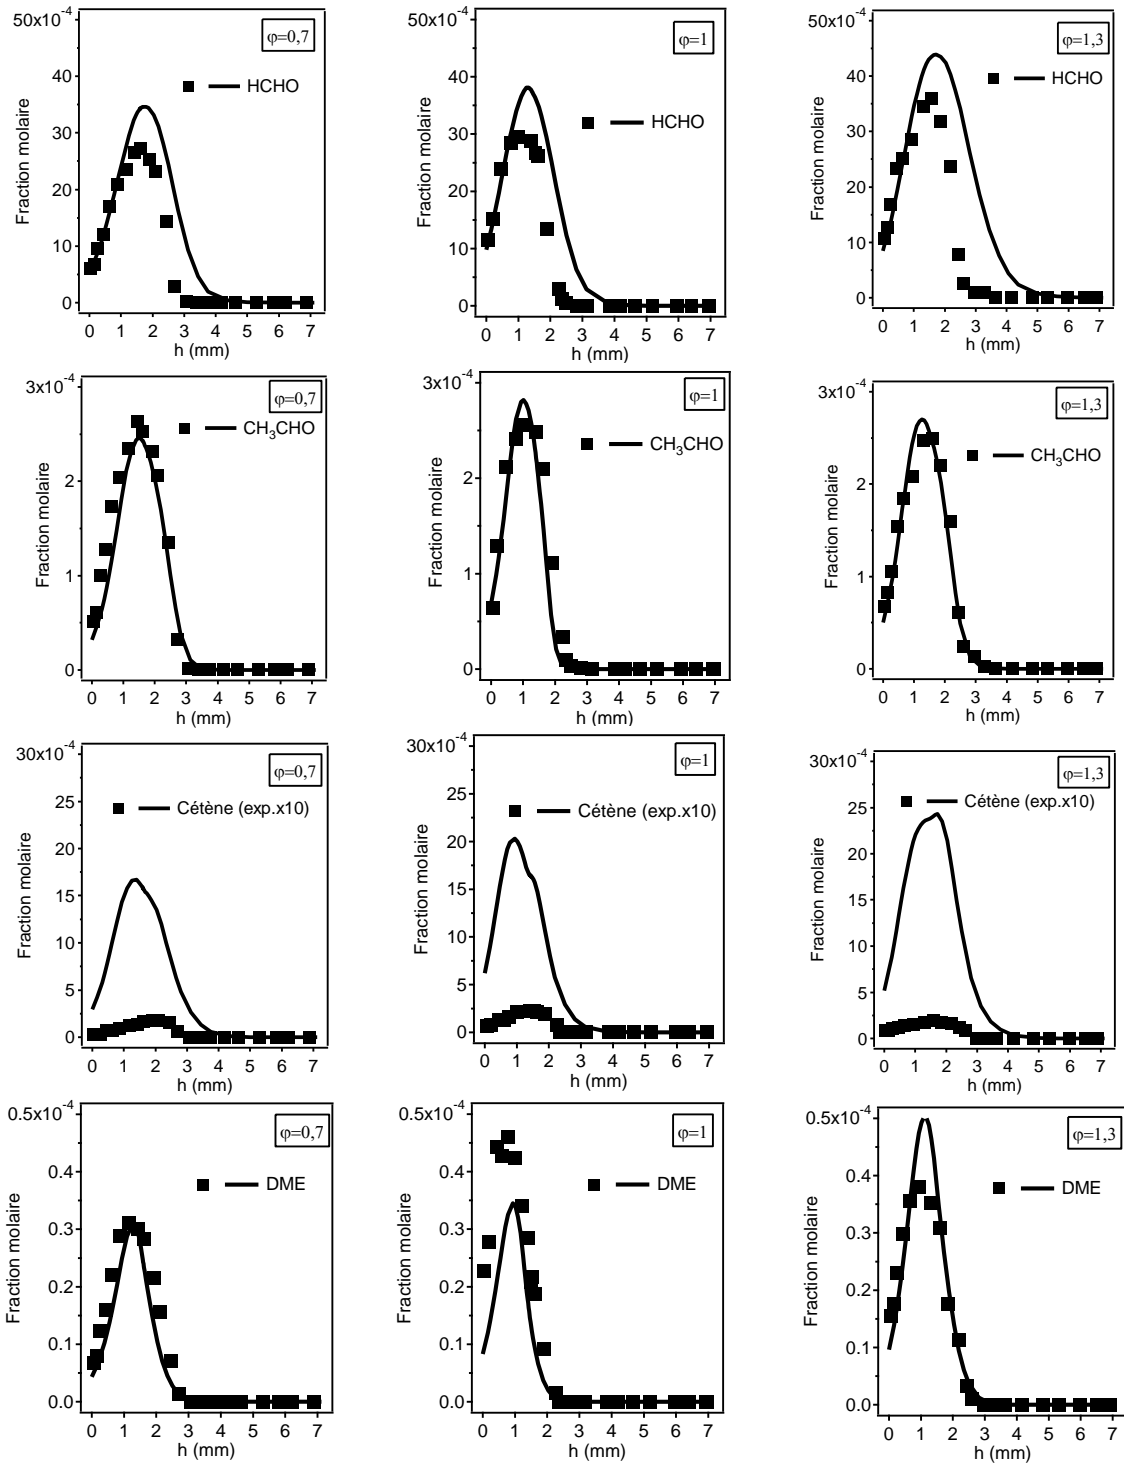 50x10⁻⁴
φ=0,7
HCHO
40
30
20
10
0
Fraction molaire
0 1 2 3 4 5 6 7
h (mm)
50x10⁻⁴
φ=1
HCHO
40
30
20
10
0
Fraction molaire
0 1 2 3 4 5 6 7
h (mm)
50x10⁻⁴
φ=1,3
HCHO
40
30
20
10
0
Fraction molaire
0 1 2 3 4 5 6 7
h (mm)
3x10⁻⁴
φ=0,7
CH₃CHO
2
1
0
Fraction molaire
0 1 2 3 4 5 6 7
h (mm)
3x10⁻⁴
φ=1
CH₃CHO
2
1
0
Fraction molaire
0 1 2 3 4 5 6 7
h (mm)
3x10⁻⁴
φ=1,3
CH₃CHO
2
1
0
Fraction molaire
0 1 2 3 4 5 6 7
h (mm)
30x10⁻⁴
φ=0,7
Cétène (exp.x10)
25
20
15
10
5
0
Fraction molaire
0 1 2 3 4 5 6 7
h (mm)
30x10⁻⁴
φ=1
Cétène (exp.x10)
25
20
15
10
5
0
Fraction molaire
0 1 2 3 4 5 6 7
h (mm)
30x10⁻⁴
φ=1,3
Cétène (exp.x10)
25
20
15
10
5
0
Fraction molaire
0 1 2 3 4 5 6 7
h (mm)
0.5x10⁻⁴
φ=0,7
DME
0.4
0.3
0.2
0.1
0.0
Fraction molaire
0 1 2 3 4 5 6 7
h (mm)
0.5x10⁻⁴
φ=1
DME
0.4
0.3
0.2
0.1
0.0
Fraction molaire
0 1 2 3 4 5 6 7
h (mm)
0.5x10⁻⁴
φ=1,3
DME
0.4
0.3
0.2
0.1
0.0
Fraction molaire
0 1 2 3 4 5 6 7
h (mm)